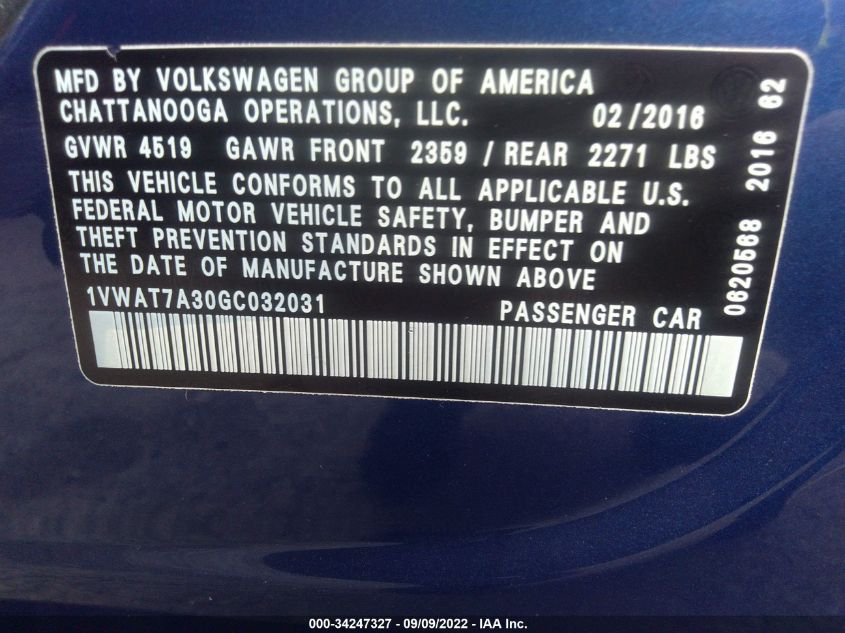 MFD BY VOLKSWAGEN GROUP OF AMERICA
CHATTANOOGA OPERATIONS, LLC. 02/2016
GVWR 4519 GAWR FRONT 2359 / REAR 2271 LBS
THIS VEHICLE CONFORMS TO ALL APPLICABLE U.S.
FEDERAL MOTOR VEHICLE SAFETY, BUMPER AND
THEFT PREVENTION STANDARDS IN EFFECT ON
THE DATE OF MANUFACTURE SHOWN ABOVE
1VWAT7A30GC032031 PASSENGER CAR
0620568 2016 62
000-34247327 - 09/09/2022 - IAA Inc.